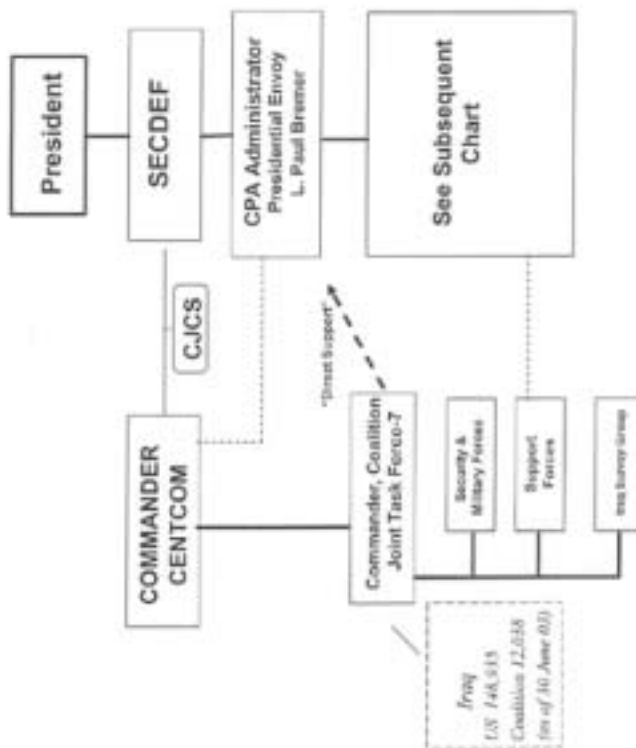 President
SECDEF
CJCS
COMMANDER
CENTCOM
CPA Administrator
Presidential Envoy
L. Paul Bremer
"Direct Support"
See Subsequent
Chart
Commander, Coalition
Joint Task Force-7
Security &
Military Forces
Support
Forces
Iraq Survey Group
Iraq
US
Coalition 12,038
(as of 30 June 03)